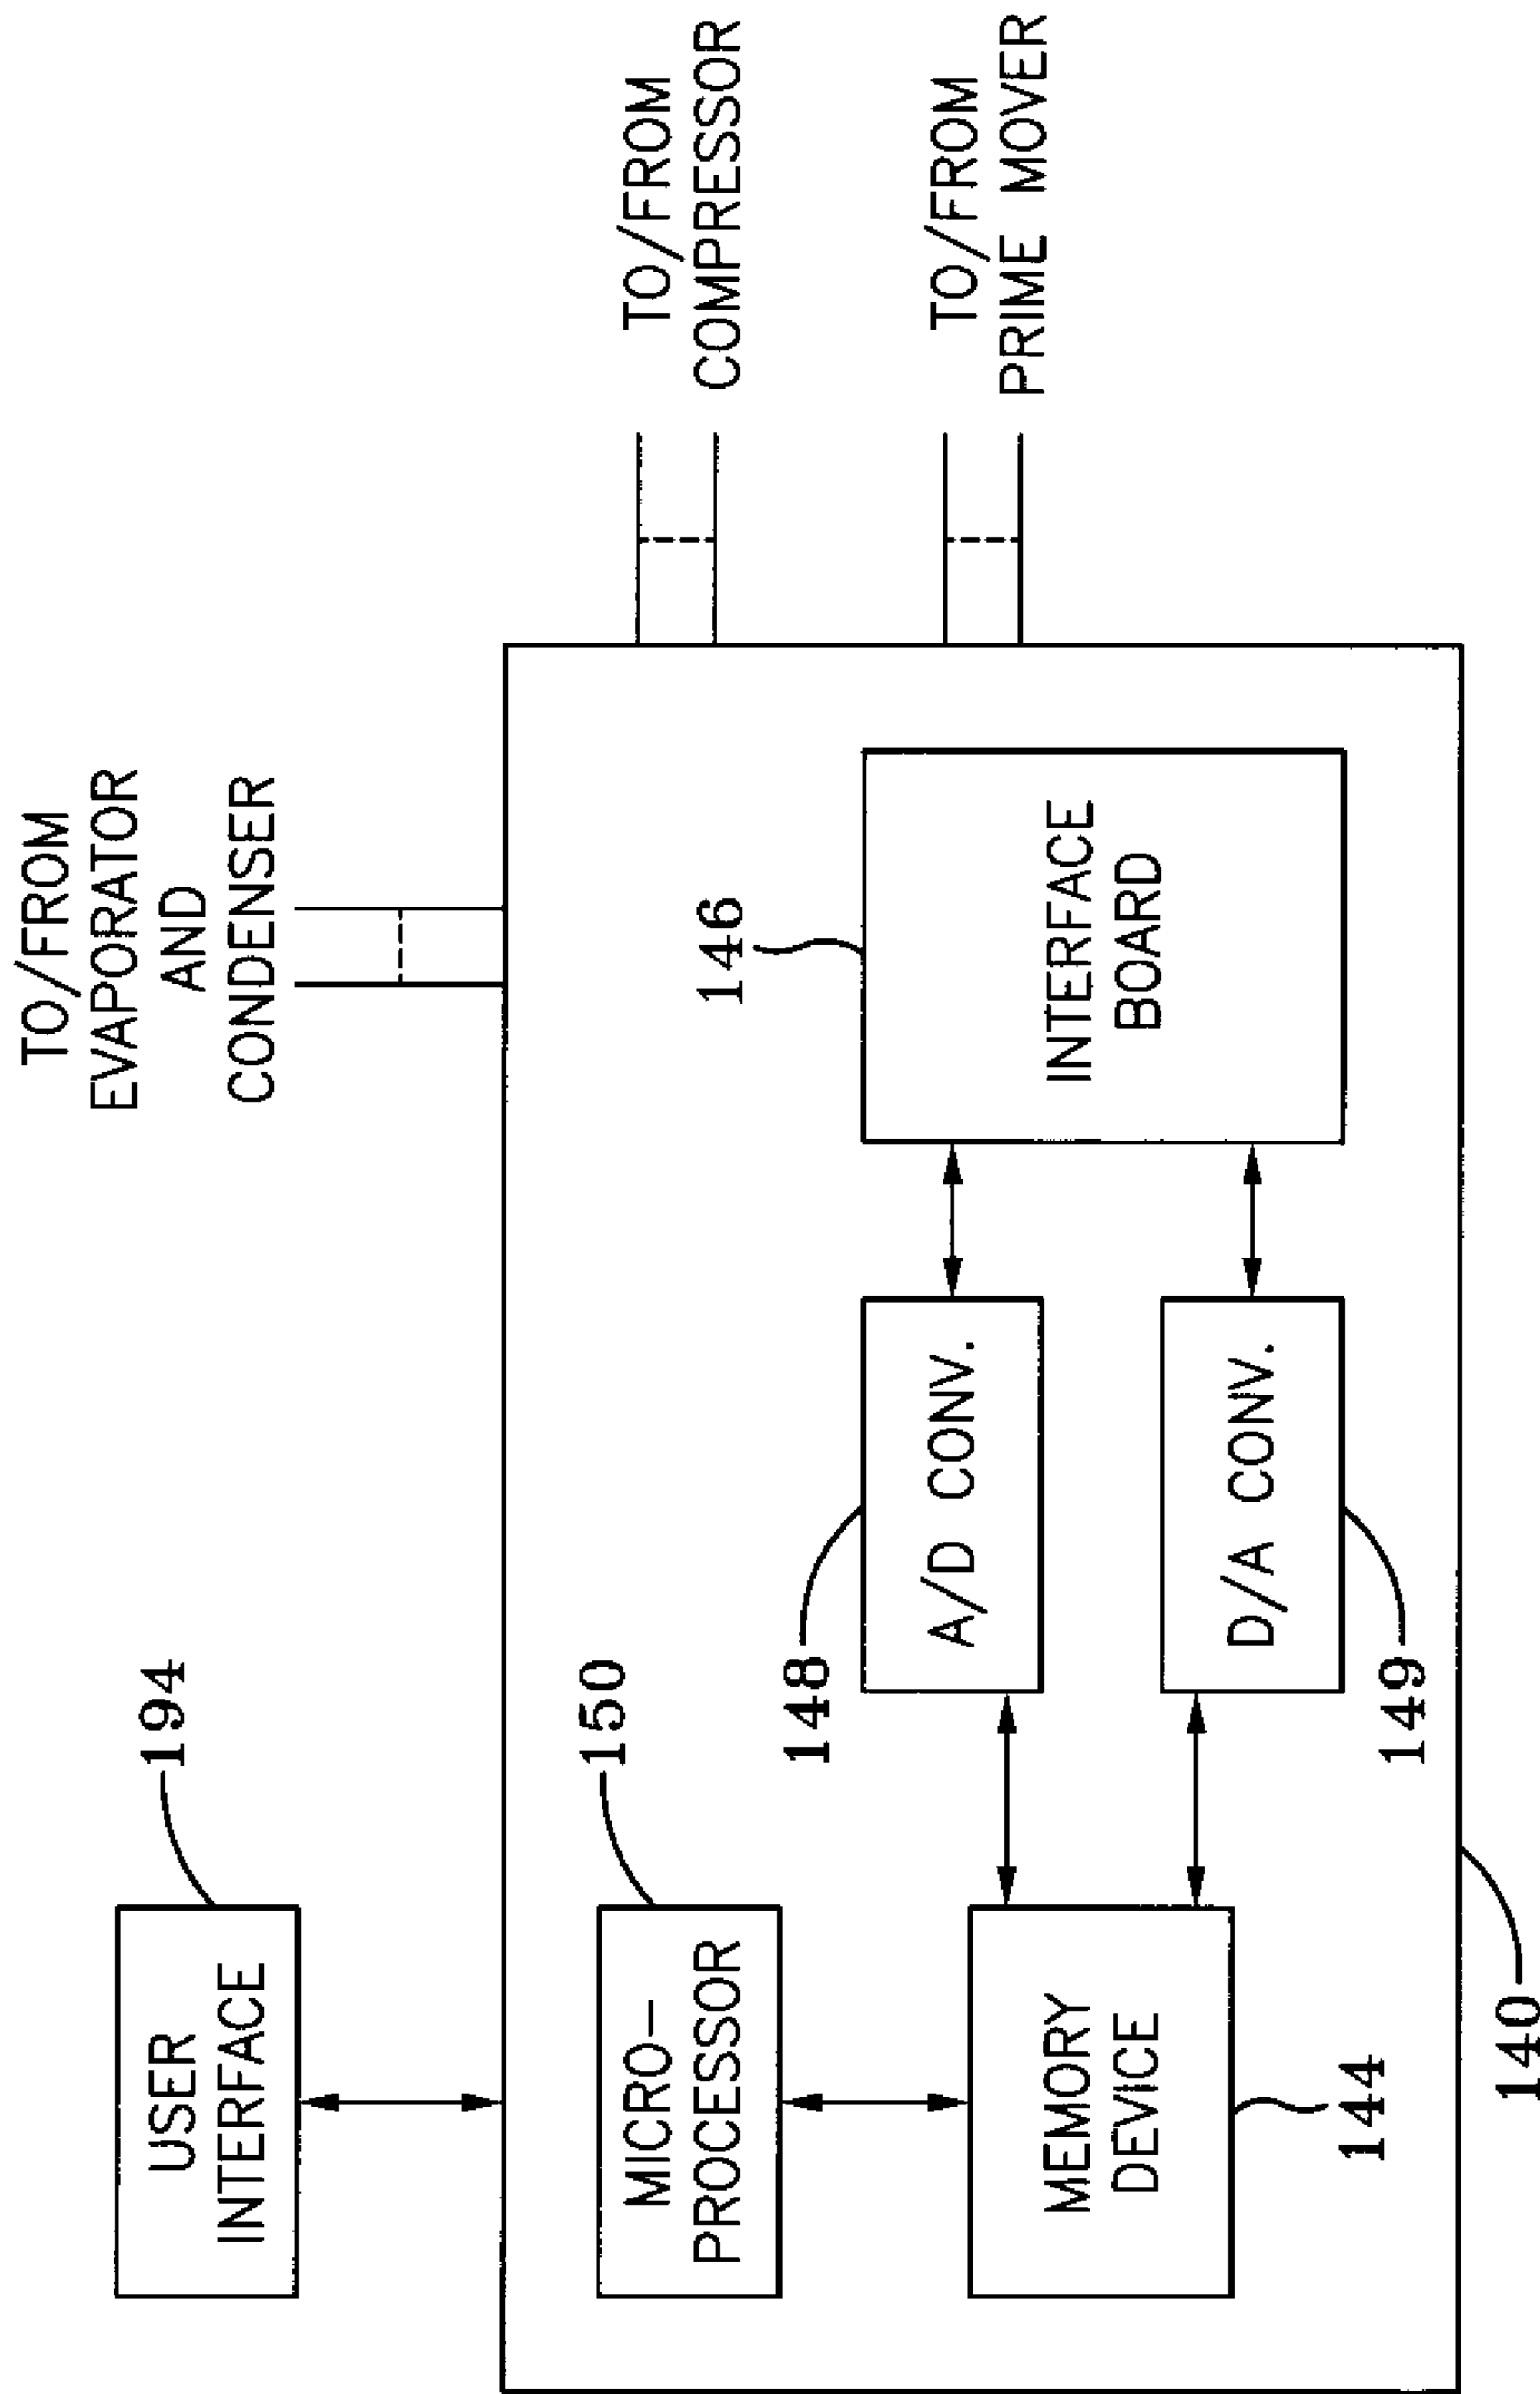 TO/FROM
EVAPORATOR
AND
CONDENSER
194
USER
INTERFACE
150
MICRO-
PROCESSOR
TO/FROM
COMPRESSOR
146
148
A/D CONV.
INTERFACE
BOARD
TO/FROM
PRIME MOVER
MEMORY
DEVICE
144
D/A CONV.
149
140